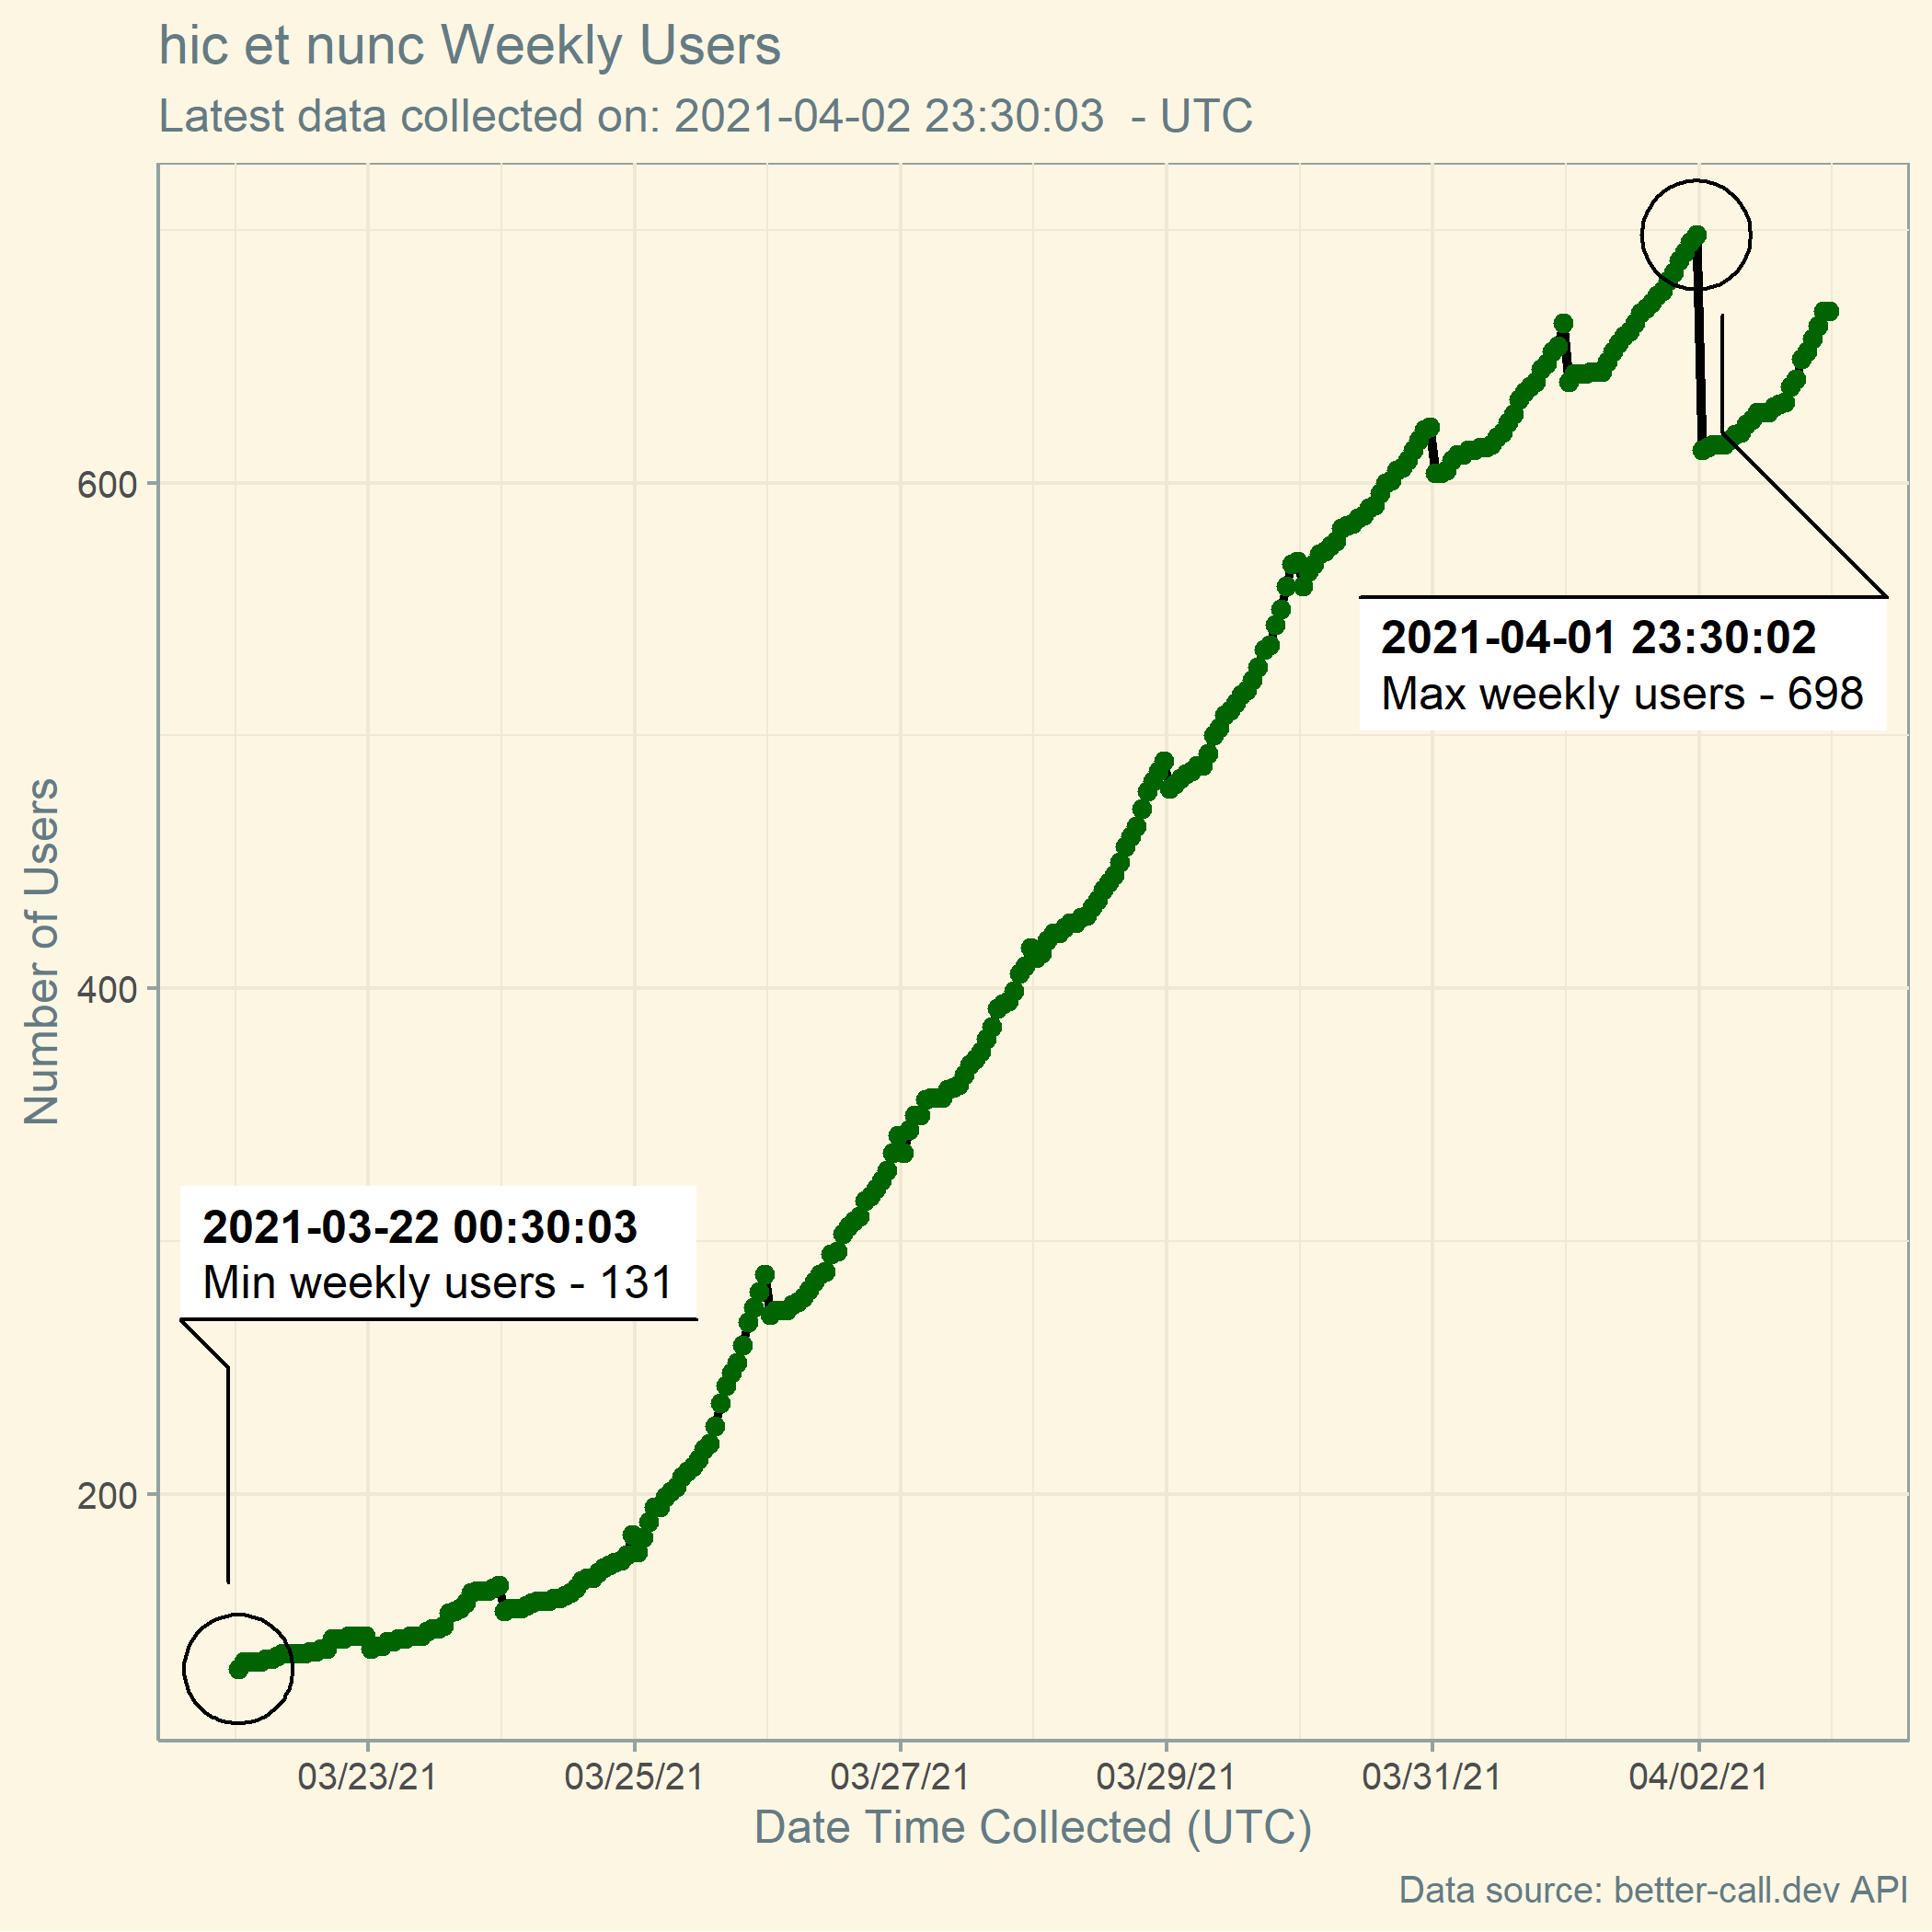 hic et nunc Weekly Users
Latest data collected on: 2021-04-02 23:30:03  - UTC
Number of Users
600
400
200
2021-04-01 23:30:02
Max weekly users - 698
2021-03-22 00:30:03
Min weekly users - 131
03/23/21
03/25/21
03/27/21
03/29/21
03/31/21
04/02/21
Date Time Collected (UTC)
Data source: better-call.dev API